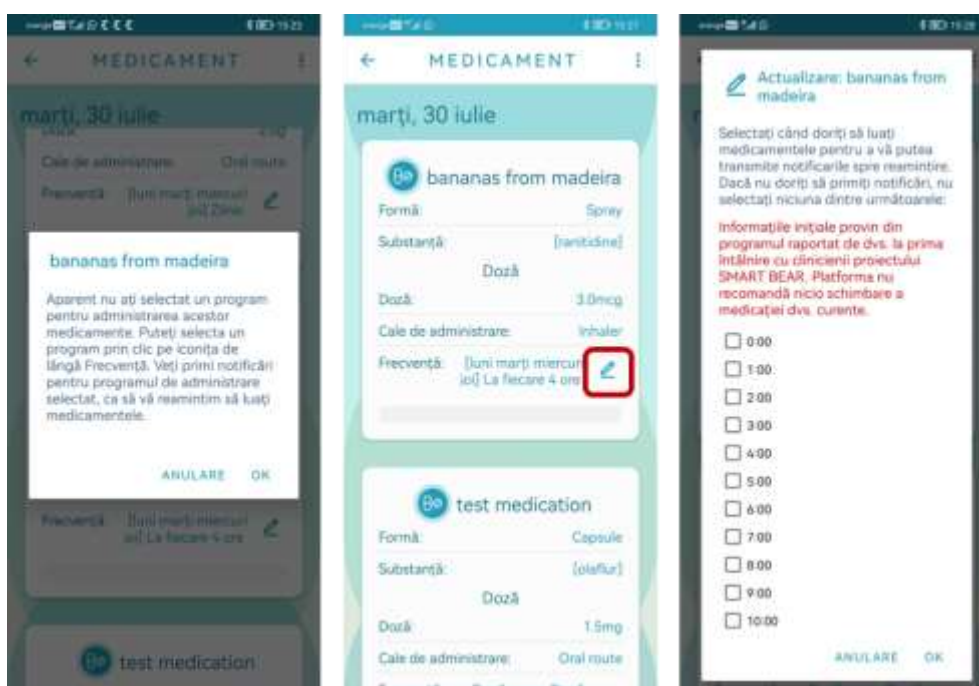 15:23
MEDICAMENT
marți, 30 iulie
Cale de administrare: Oral route
Frecvență: [luni marți miercuri
joi] Zilnic
bananas from madeira
Aparent nu ați selectat un program
pentru administrarea acestor
medicamente. Puteți selecta un
program prin clic pe iconița de
lângă Frecvență. Veți primi notificări
pentru programul de administrare
selectat, ca să vă reamintim să luați
medicamentele.
ANULARE OK
Frecvență: [luni marți miercuri
joi] La fiecare 4 ore
test medication
MEDICAMENT
marți, 30 iulie
bananas from madeira
Formă: Spray
Substanță: [ranitidine]
Doză
Doză: 3.0mcg
Cale de administrare: Inhaler
Frecvență: [luni marți miercuri
joi] La fiecare 4 ore
test medication
Formă: Capsule
Substanță: [olaflur]
Doză
Doză: 1.5mg
Cale de administrare: Oral route
Actualizare: bananas from
madeira
Selectați când doriți să luați
medicamentele pentru a vă putea
transmite notificarile spre reamintire.
Dacă nu doriți să primiți notificări, nu
selectați niciuna dintre următoarele:
Informațiile inițiale provin din
programul raportat de dvs. la prima
întâlnire cu clinicienii proiectului
SMART BEAR. Platforma nu
recomandă nicio schimbare a
medicației dvs. curente.
0:00
1:00
2:00
3:00
4:00
5:00
6:00
7:00
8:00
9:00
10:00
ANULARE OK